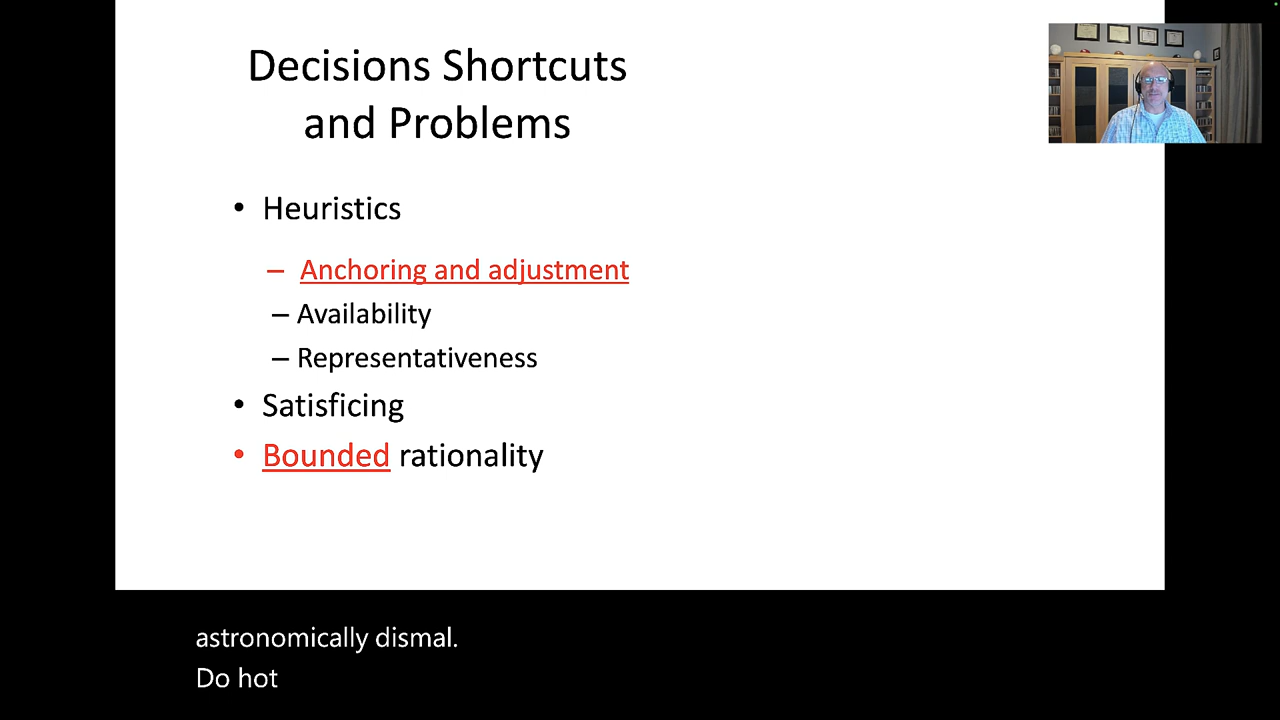 Decisions Shortcuts
and Problems
• Heuristics
– Anchoring and adjustment
– Availability
– Representativeness
• Satisficing
• Bounded rationality
astronomically dismal.
Do hot